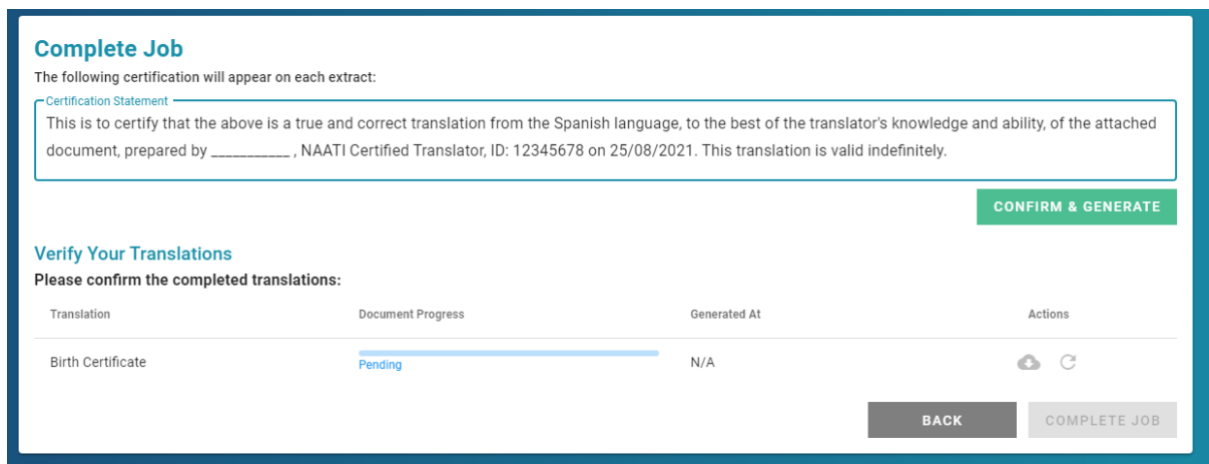 Complete Job
The following certification will appear on each extract:
Certification Statement
This is to certify that the above is a true and correct translation from the Spanish language, to the best of the translator's knowledge and ability, of the attached
document, prepared by ___________ , NAATI Certified Translator, ID: 12345678 on 25/08/2021. This translation is valid indefinitely.
CONFIRM & GENERATE
Verify Your Translations
Please confirm the completed translations:
Translation Document Progress Generated At Actions
Birth Certificate Pending N/A
BACK COMPLETE JOB